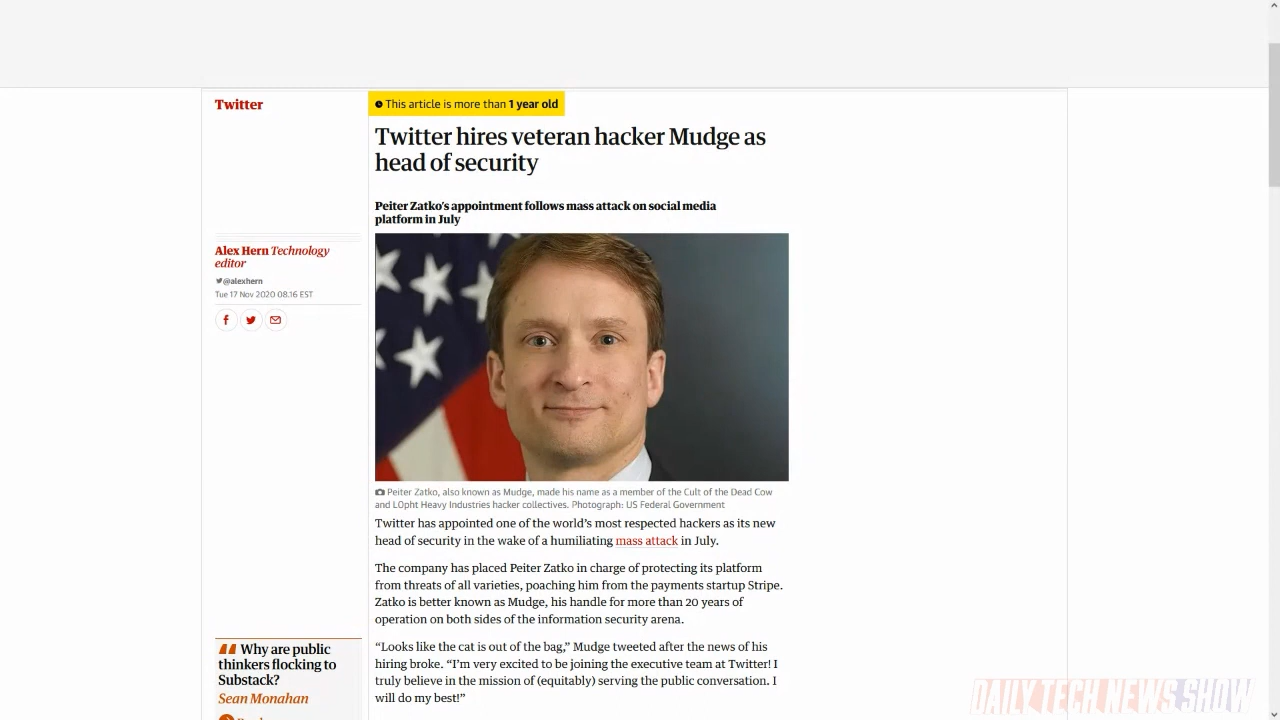 Twitter
This article is more than 1 year old
Twitter hires veteran hacker Mudge as
head of security
Peiter Zatko's appointment follows mass attack on social media
platform in July
Alex Hern Technology
editor
@alexhern
Tue 17 Nov 2020 08.16 EST
Peiter Zatko, also known as Mudge, made his name as a member of the Cult of the Dead Cow
and L0pht Heavy Industries hacker collectives. Photograph: US Federal Government
Twitter has appointed one of the world's most respected hackers as its new
head of security in the wake of a humiliating mass attack in July.
The company has placed Peiter Zatko in charge of protecting its platform
from threats of all varieties, poaching him from the payments startup Stripe.
Zatko is better known as Mudge, his handle for more than 20 years of
operation on both sides of the information security arena.
“Looks like the cat is out of the bag,” Mudge tweeted after the news of his
hiring broke. “I'm very excited to be joining the executive team at Twitter! I
truly believe in the mission of (equitably) serving the public conversation. I
will do my best!”
Why are public
thinkers flocking to
Substack?
Sean Monahan
DAILY TECH NEWS SHOW